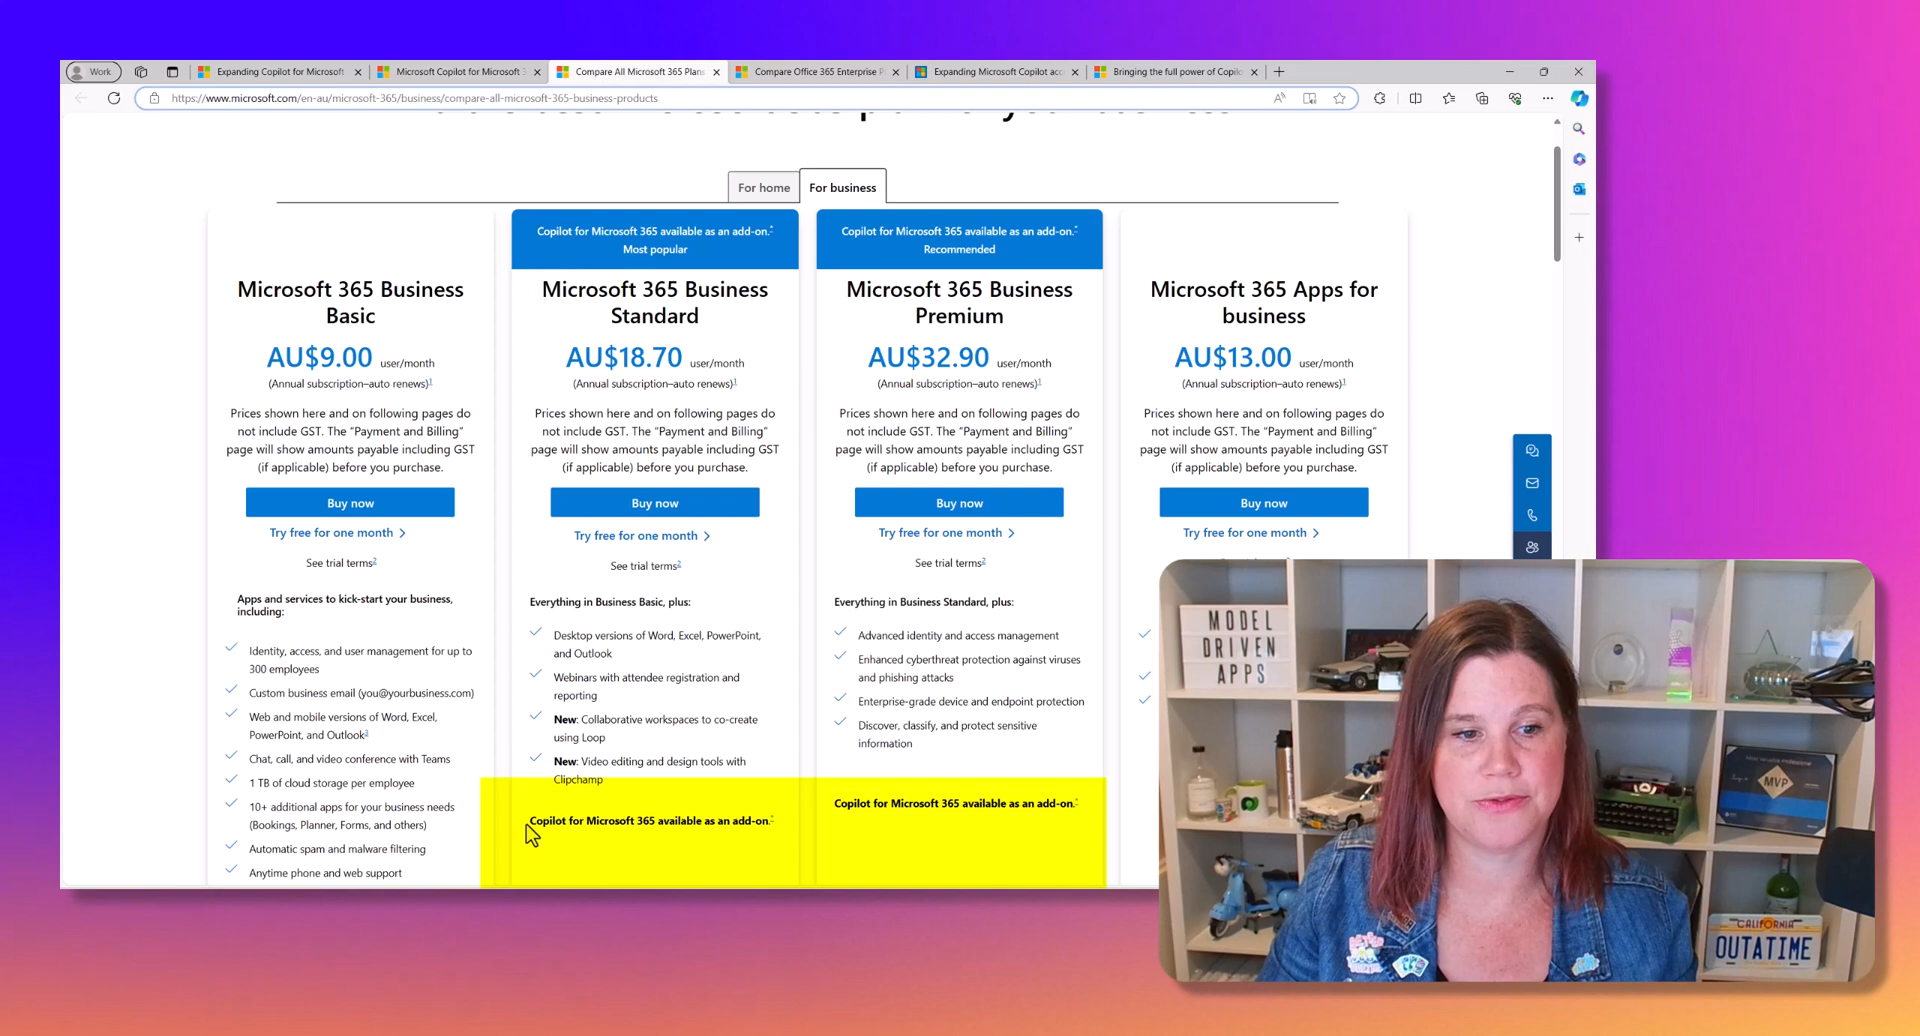 Work
Expanding Copilot for Microsoft
Microsoft Copilot for Microsoft 3
Compare All Microsoft 365 Plans
Compare Office 365 Enterprise P
Expanding Microsoft Copilot acc
Bringing the full power of Copilo
https://www.microsoft.com/en-au/microsoft-365/business/compare-all-microsoft-365-business-products
For home
For business
Microsoft 365 Business
Basic
AU$9.00 user/month
(Annual subscription–auto renews)1
Prices shown here and on following pages do
not include GST. The “Payment and Billing”
page will show amounts payable including GST
(if applicable) before you purchase.
Buy now
Try free for one month
See trial terms2
Apps and services to kick-start your business,
including:
Identity, access, and user management for up to
300 employees
Custom business email (you@yourbusiness.com)
Web and mobile versions of Word, Excel,
PowerPoint, and Outlook3
Chat, call, and video conference with Teams
1 TB of cloud storage per employee
10+ additional apps for your business needs
(Bookings, Planner, Forms, and others)
Automatic spam and malware filtering
Anytime phone and web support
Copilot for Microsoft 365 available as an add-on.*
Most popular
Microsoft 365 Business
Standard
AU$18.70 user/month
(Annual subscription–auto renews)1
Prices shown here and on following pages do
not include GST. The “Payment and Billing”
page will show amounts payable including GST
(if applicable) before you purchase.
Buy now
Try free for one month
See trial terms2
Everything in Business Basic, plus:
Desktop versions of Word, Excel, PowerPoint,
and Outlook
Webinars with attendee registration and
reporting
New: Collaborative workspaces to co-create
using Loop
New: Video editing and design tools with
Clipchamp
Copilot for Microsoft 365 available as an add-on.*
Copilot for Microsoft 365 available as an add-on.*
Recommended
Microsoft 365 Business
Premium
AU$32.90 user/month
(Annual subscription–auto renews)1
Prices shown here and on following pages do
not include GST. The “Payment and Billing”
page will show amounts payable including GST
(if applicable) before you purchase.
Buy now
Try free for one month
See trial terms2
Everything in Business Standard, plus:
Advanced identity and access management
Enhanced cyberthreat protection against viruses
and phishing attacks
Enterprise-grade device and endpoint protection
Discover, classify, and protect sensitive
information
Copilot for Microsoft 365 available as an add-on.*
Microsoft 365 Apps for
business
AU$13.00 user/month
(Annual subscription–auto renews)1
Prices shown here and on following pages do
not include GST. The “Payment and Billing”
page will show amounts payable including GST
(if applicable) before you purchase.
Buy now
Try free for one month
MODEL
DRIVEN
APPS
MVP
CALIFORNIA
OUTATIME